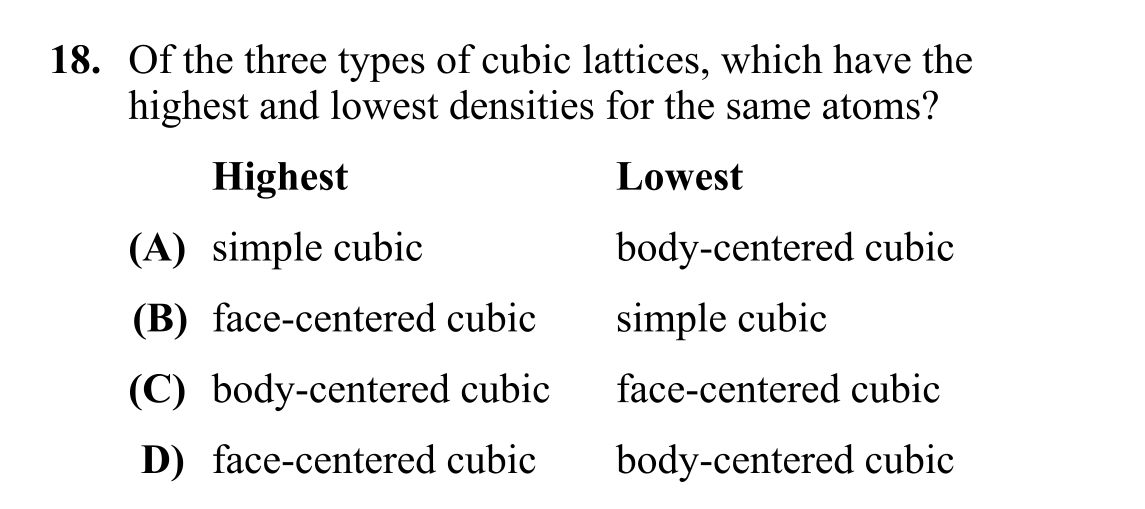 18. Of the three types of cubic lattices, which have the
highest and lowest densities for the same atoms?
Highest Lowest
(A) simple cubic body-centered cubic
(B) face-centered cubic simple cubic
(C) body-centered cubic face-centered cubic
D) face-centered cubic body-centered cubic